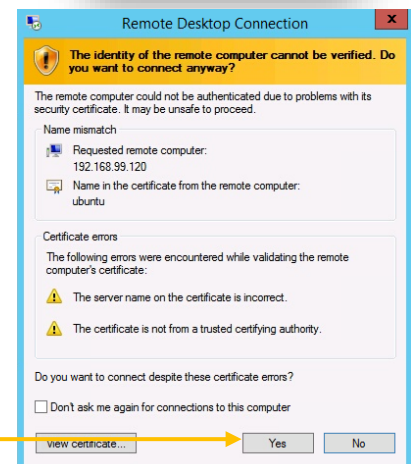 Remote Desktop Connection
x
The identity of the remote computer cannot be verified. Do
you want to connect anyway?
The remote computer could not be authenticated due to problems with its
security certificate. It may be unsafe to proceed.
Name mismatch
Requested remote computer:
192.168.99.120
Name in the certificate from the remote computer:
ubuntu
Certificate errors
The following errors were encountered while validating the remote
computer's certificate:
The server name on the certificate is incorrect.
The certificate is not from a trusted certifying authority.
Do you want to connect despite these certificate errors?
Don't ask me again for connections to this computer
View certificate...
Yes
No